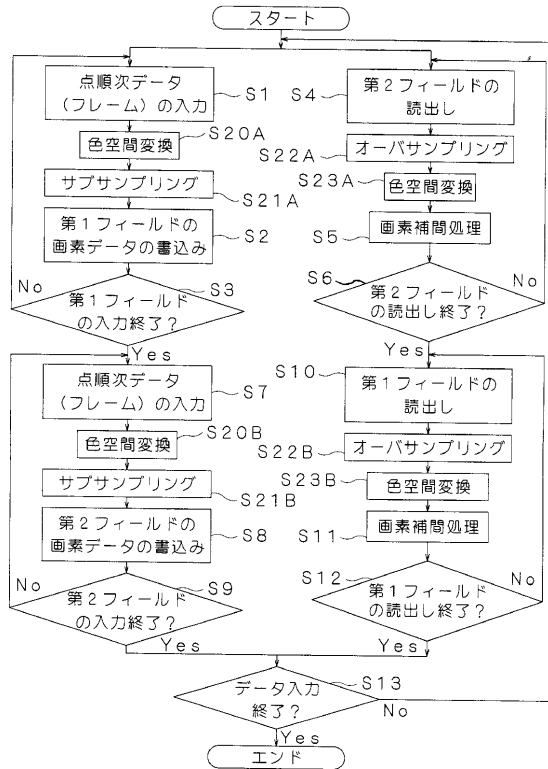 スタート
点順次データ
(フレーム)の入力
S1
色空間変換
S20A
サブサンプリング
S21A
第1フィールドの
画素データの書込み
S2
第1フィールド
の入力終了?
S3
No
Yes
S4
第2フィールドの
読出し
S22A
オーバサンプリング
S23A
色空間変換
S5
画素補間処理
S6
第2フィールド
の読出し終了?
No
Yes
点順次データ
(フレーム)の入力
S7
色空間変換
S20B
サブサンプリング
S21B
第2フィールドの
画素データの書込み
S8
第2フィールド
の入力終了?
S9
No
Yes
S10
第1フィールドの
読出し
S22B
オーバサンプリング
S23B
色空間変換
S11
画素補間処理
S12
第1フィールド
の読出し終了?
No
Yes
データ入力
終了?
S13
No
Yes
エンド